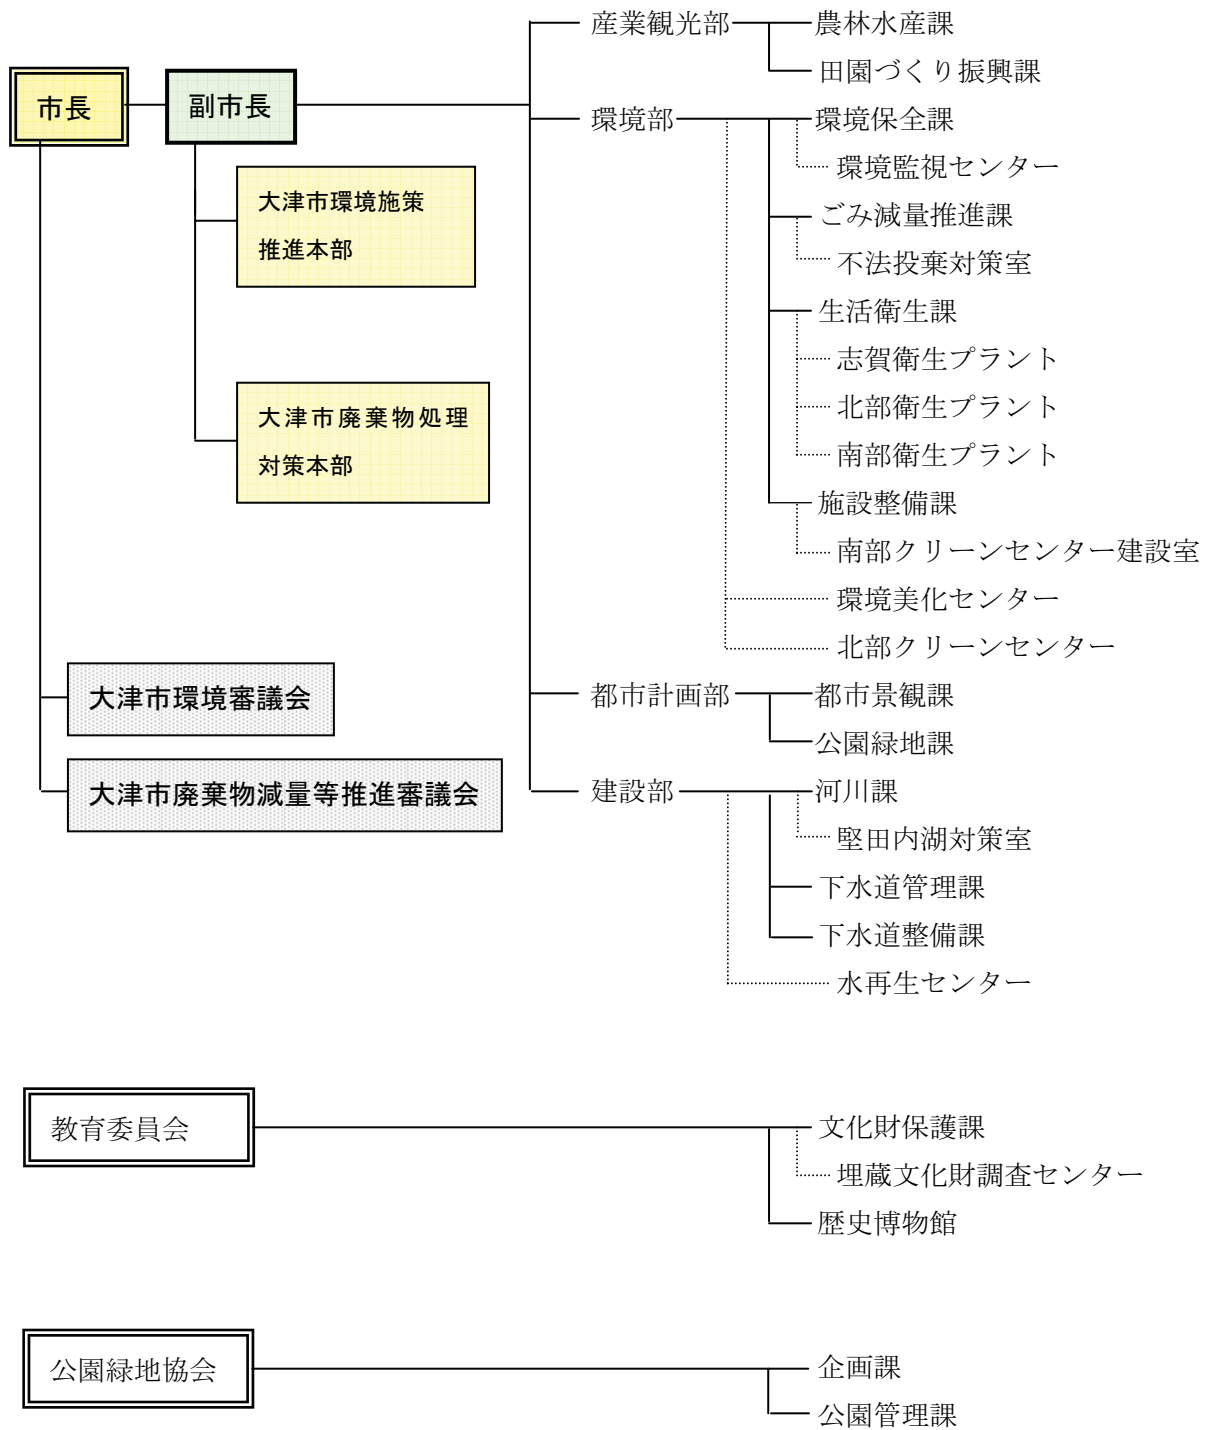 市長
副市長
大津市環境施策
推進本部
大津市廃棄物処理
対策本部
大津市環境審議会
大津市廃棄物減量等推進審議会
産業観光部
農林水産課
田園づくり振興課
環境部
環境保全課
環境監視センター
ごみ減量推進課
不法投棄対策室
生活衛生課
志賀衛生プラント
北部衛生プラント
南部衛生プラント
施設整備課
南部クリーンセンター建設室
環境美化センター
北部クリーンセンター
都市計画部
都市景観課
公園緑地課
建設部
河川課
堅田内湖対策室
下水道管理課
下水道整備課
水再生センター
教育委員会
文化財保護課
埋蔵文化財調査センター
歴史博物館
公園緑地協会
企画課
公園管理課